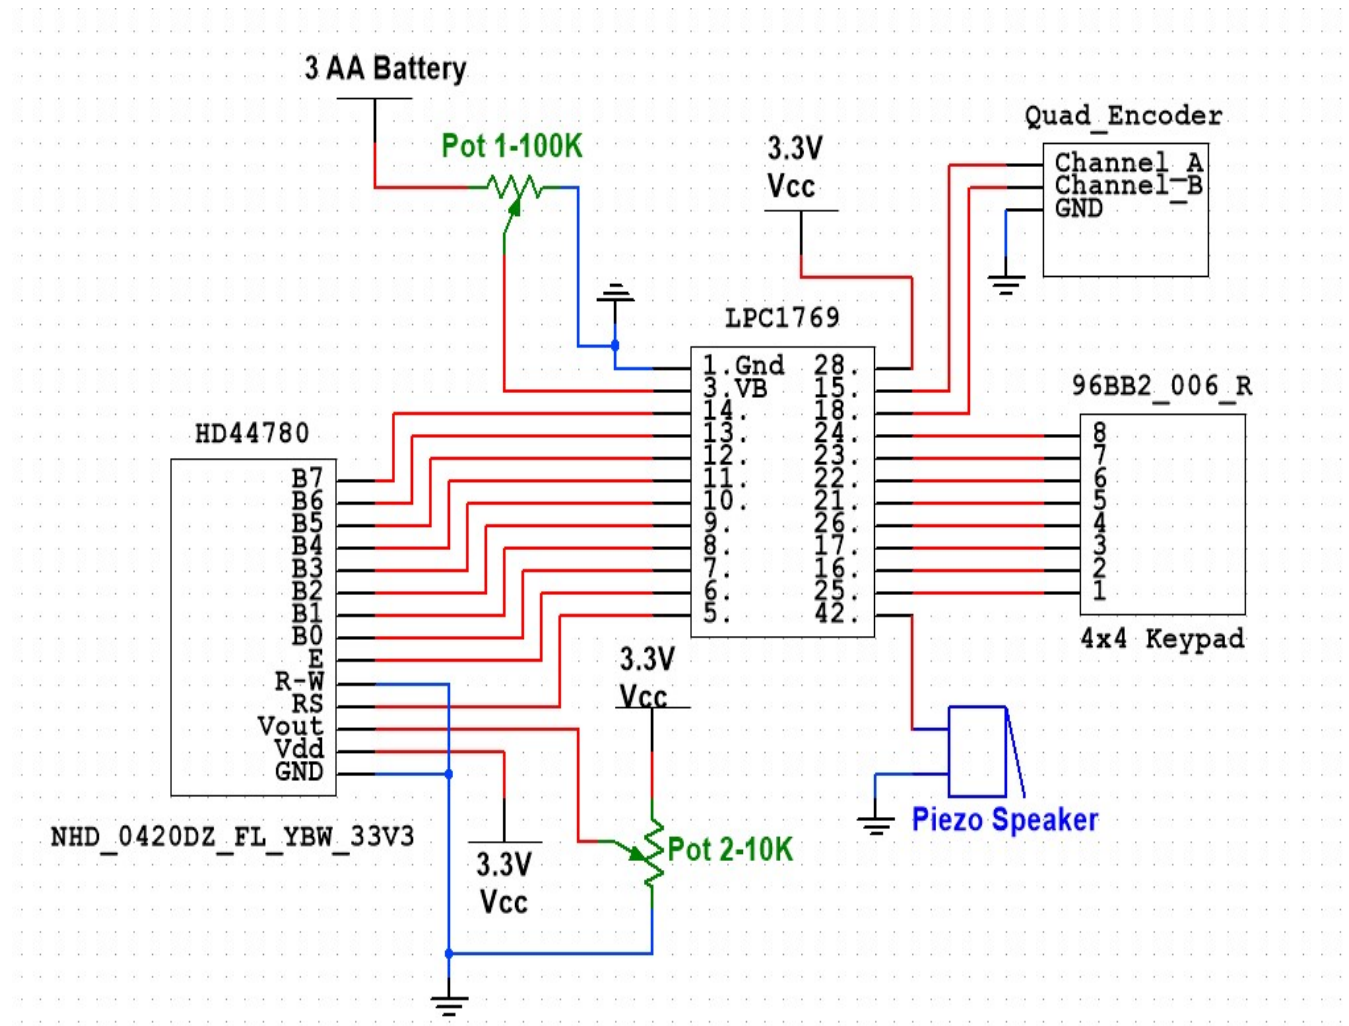 3 AA Battery
Pot 1-100K
3.3V
Vcc
Quad_Encoder
Channel_A
Channel_B
GND
LPC1769
1.Gnd 28.
3.VB 15.
14. 18.
13. 24.
12. 23.
11. 22.
10. 21.
9. 26.
8. 17.
7. 16.
6. 25.
5. 42.
96BB2_006_R
8
7
6
5
4
3
2
1
4x4 Keypad
HD44780
B7
B6
B5
B4
B3
B2
B1
B0
E
R-W
RS
Vout
Vdd
GND
NHD_0420DZ_FL_YBW_33V3
3.3V
Vcc
3.3V
Vcc
Pot 2-10K
Piezo Speaker